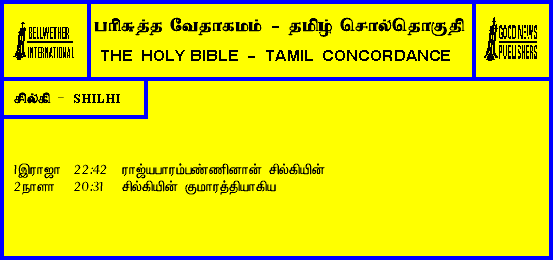 BELLWETHER
INTERNATIONAL
பரிசுத்த வேதாகமம் - தமிழ் சொல்தொகுதி
THE HOLY BIBLE - TAMIL CONCORDANCE
GOOD NEWS
PUBLISHERS
சில்கி - SHILHI
1இராஜா 22:42 ராஜ்யபாரம்பண்ணினான் சில்கியின்
2நாளா 20:31 சில்கியின் குமாரத்தியாகிய